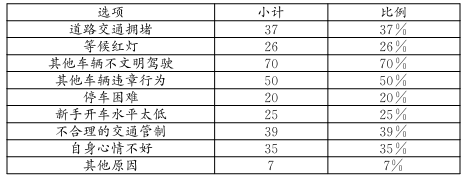 选项 小计 比例
道路交通拥堵 37 37%
等候红灯 26 26%
其他车辆不文明驾驶 70 70%
其他车辆违章行为 50 50%
停车困难 20 20%
新手开车水平太低 25 25%
不合理的交通管制 39 39%
自身心情不好 35 35%
其他原因 7 7%